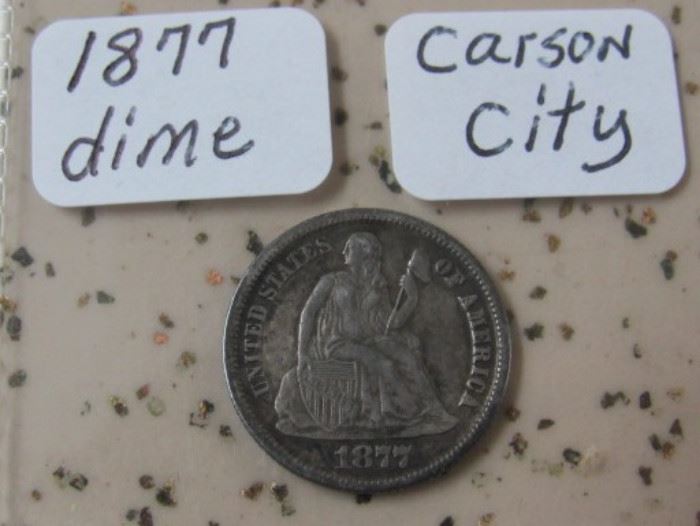 1877
dime
Carson
City
UNITED STATES OF AMERICA
1877